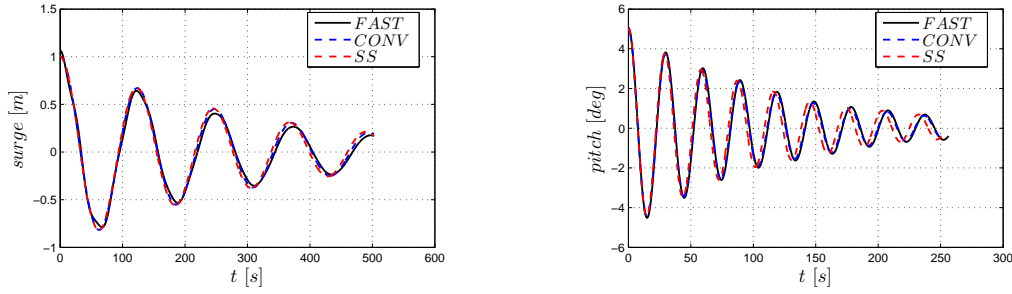 1.5
1
0.5
0
−0.5
−1
0 100 200 300 400 500 600
surge [m]
t [s]
FAST
CONV
SS
6
4
2
0
−2
−4
−6
0 50 100 150 200 250 300
pitch [deg]
t [s]
FAST
CONV
SS